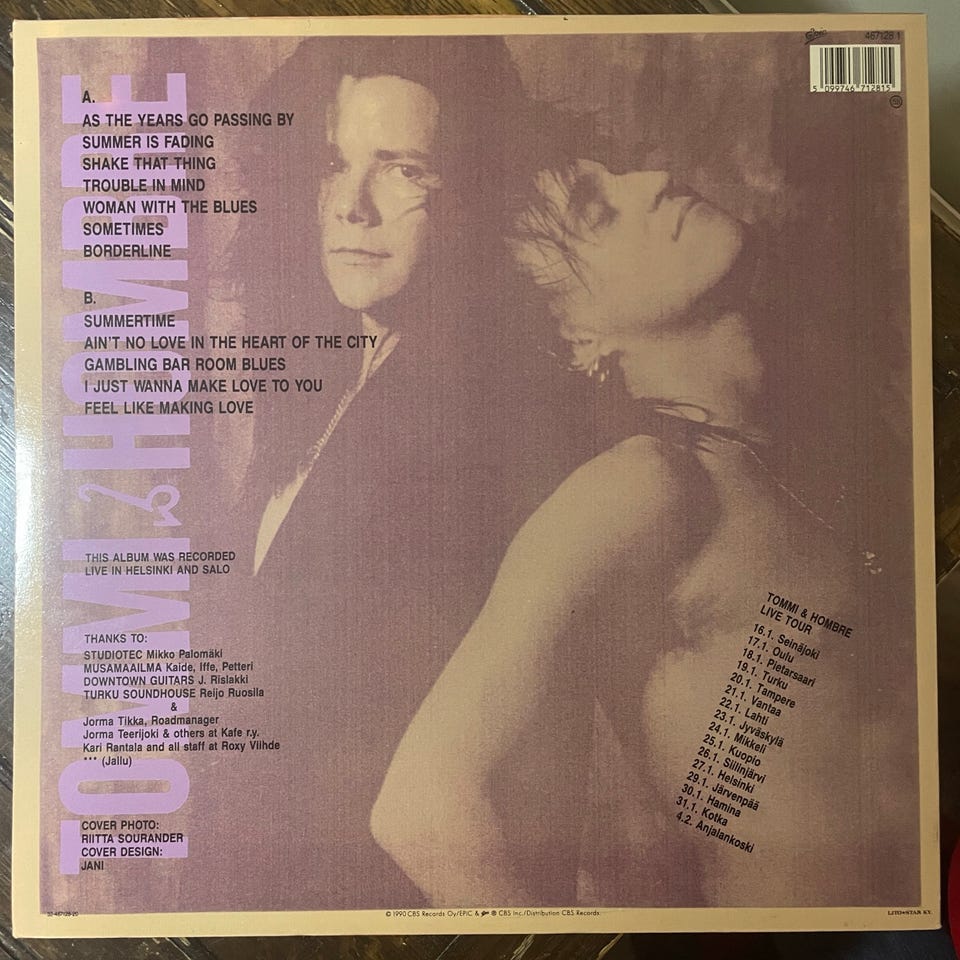 Epic
467128 1
5 099746 712815
A.
AS THE YEARS GO PASSING BY
SUMMER IS FADING
SHAKE THAT THING
TROUBLE IN MIND
WOMAN WITH THE BLUES
SOMETIMES
BORDERLINE
B.
SUMMERTIME
AIN'T NO LOVE IN THE HEART OF THE CITY
GAMBLING BAR ROOM BLUES
I JUST WANNA MAKE LOVE TO YOU
FEEL LIKE MAKING LOVE
TOMMI & HOMBRE
THIS ALBUM WAS RECORDED
LIVE IN HELSINKI AND SALO
THANKS TO:
STUDIOTEC Mikko Palomäki
MUSAMAAILMA Kaide, Iffe, Petteri
DOWNTOWN GUITARS J. Rislakki
TURKU SOUNDHOUSE Reijo Ruosila
&
Jorma Tikka, Roadmanager
Jorma Teerijoki & others at Kafe r.y.
Kari Rantala and all staff at Roxy Viihde
*** (Jallu)
COVER PHOTO:
RIITTA SOURANDER
COVER DESIGN:
JANI
TOMMI & HOMBRE
LIVE TOUR
16.1. Seinäjoki
17.1. Oulu
18.1. Pietarsaari
19.1. Turku
20.1. Tampere
21.1. Vantaa
22.1. Lahti
23.1. Jyväskylä
24.1. Mikkeli
25.1. Kuopio
26.1. Siilinjärvi
27.1. Helsinki
29.1. Järvenpää
30.1. Hamina
31.1. Kotka
4.2. Anjalankoski
32-467128-20
© 1990 CBS Records Oy/EPIC & ℗ CBS Inc./Distribution CBS Records
LITO★STAR KY.